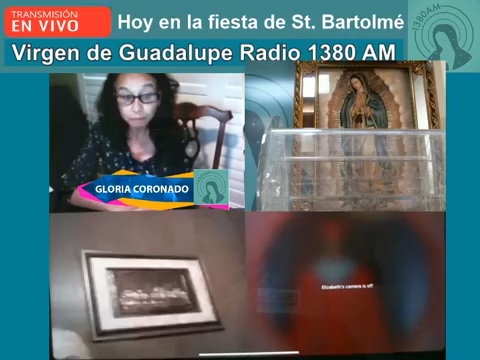 TRANSMISIÓN
EN VIVO
Hoy en la fiesta de St. Bartolmé
1380AM
Virgen de Guadalupe Radio 1380 AM
GLORIA CORONADO
Elizabeth's camera is off